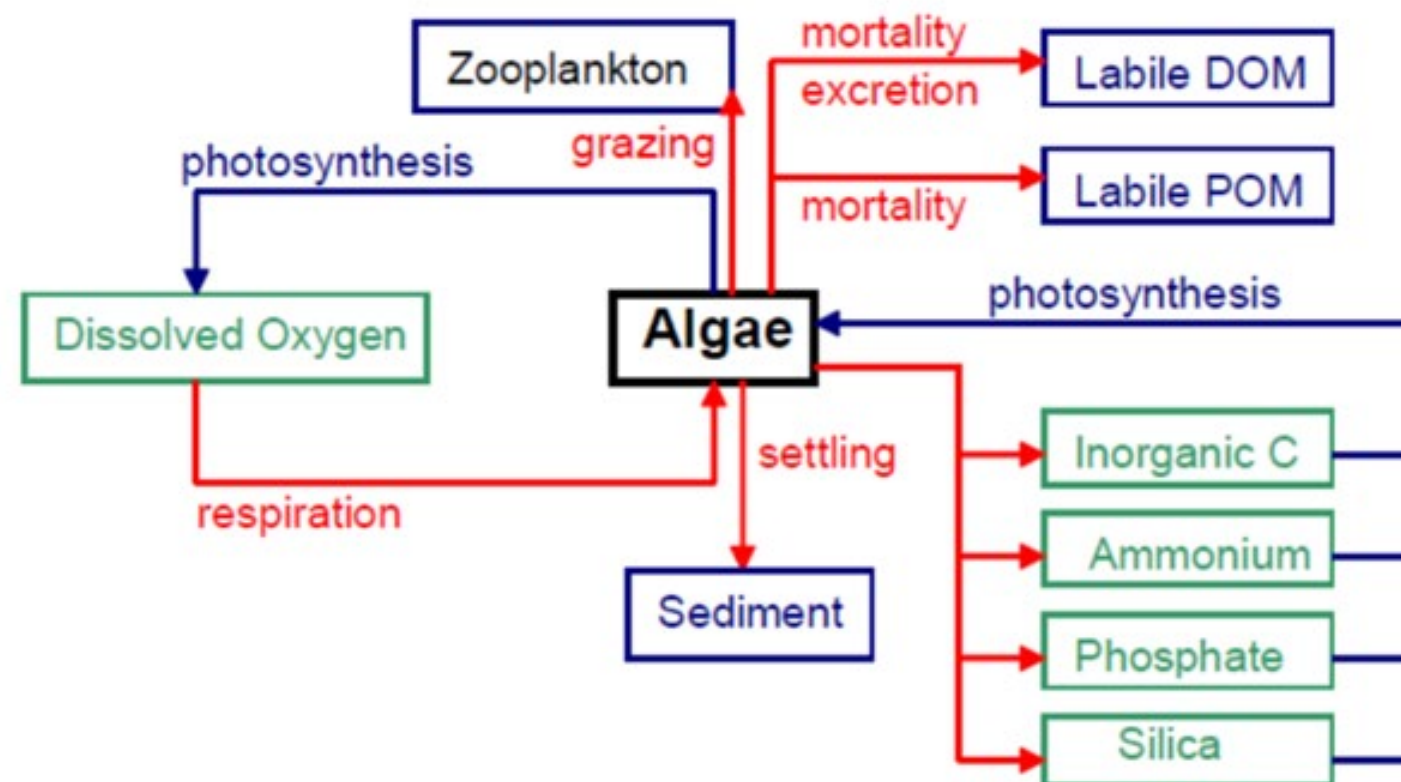 Zooplankton
mortality
excretion
Labile DOM
grazing
photosynthesis
mortality
Labile POM
Dissolved Oxygen
Algae
photosynthesis
respiration
settling
Inorganic C
Ammonium
Sediment
Phosphate
Silica